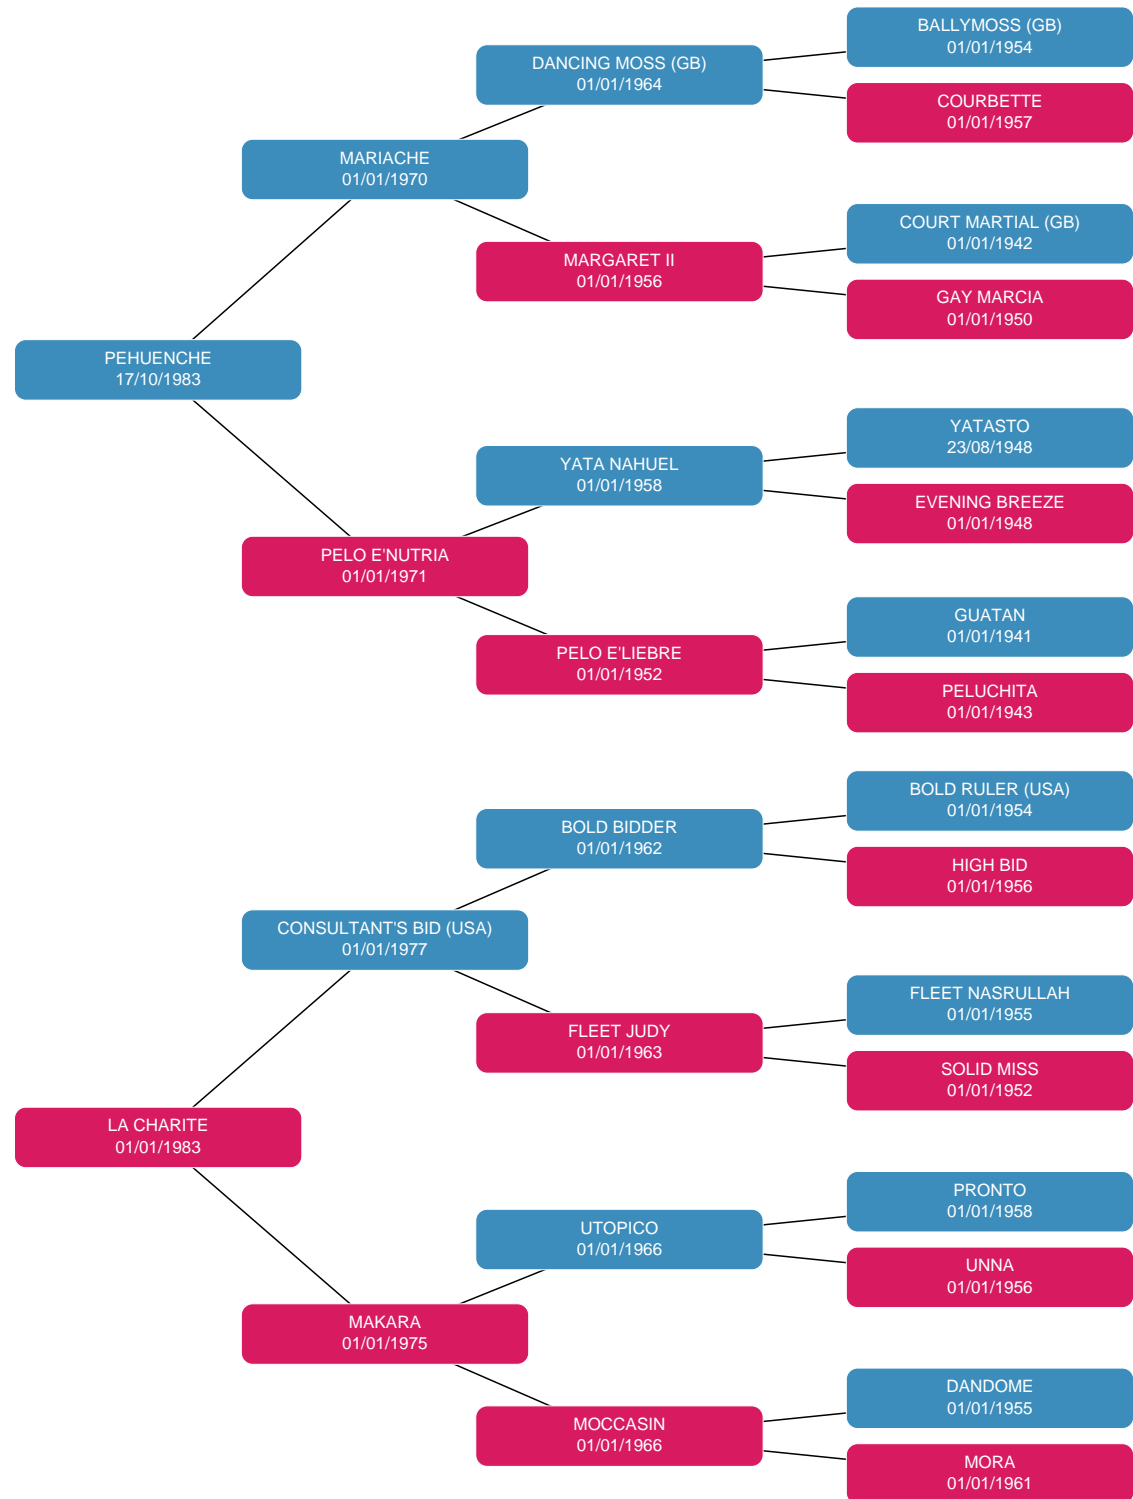 BALLYMOSS (GB)
01/01/1954
DANCING MOSS (GB)
01/01/1964
COURBETTE
01/01/1957
MARIACHE
01/01/1970
COURT MARTIAL (GB)
01/01/1942
MARGARET II
01/01/1956
GAY MARCIA
01/01/1950
PEHUENCHE
17/10/1983
YATASTO
23/08/1948
YATA NAHUEL
01/01/1958
EVENING BREEZE
01/01/1948
PELO E'NUTRIA
01/01/1971
GUATAN
01/01/1941
PELO E'LIEBRE
01/01/1952
PELUCHITA
01/01/1943
BOLD RULER (USA)
01/01/1954
BOLD BIDDER
01/01/1962
HIGH BID
01/01/1956
CONSULTANT'S BID (USA)
01/01/1977
FLEET NASRULLAH
01/01/1955
FLEET JUDY
01/01/1963
SOLID MISS
01/01/1952
LA CHARITE
01/01/1983
PRONTO
01/01/1958
UTOPICO
01/01/1966
UNNA
01/01/1956
MAKARA
01/01/1975
DANDOME
01/01/1955
MOCCASIN
01/01/1966
MORA
01/01/1961